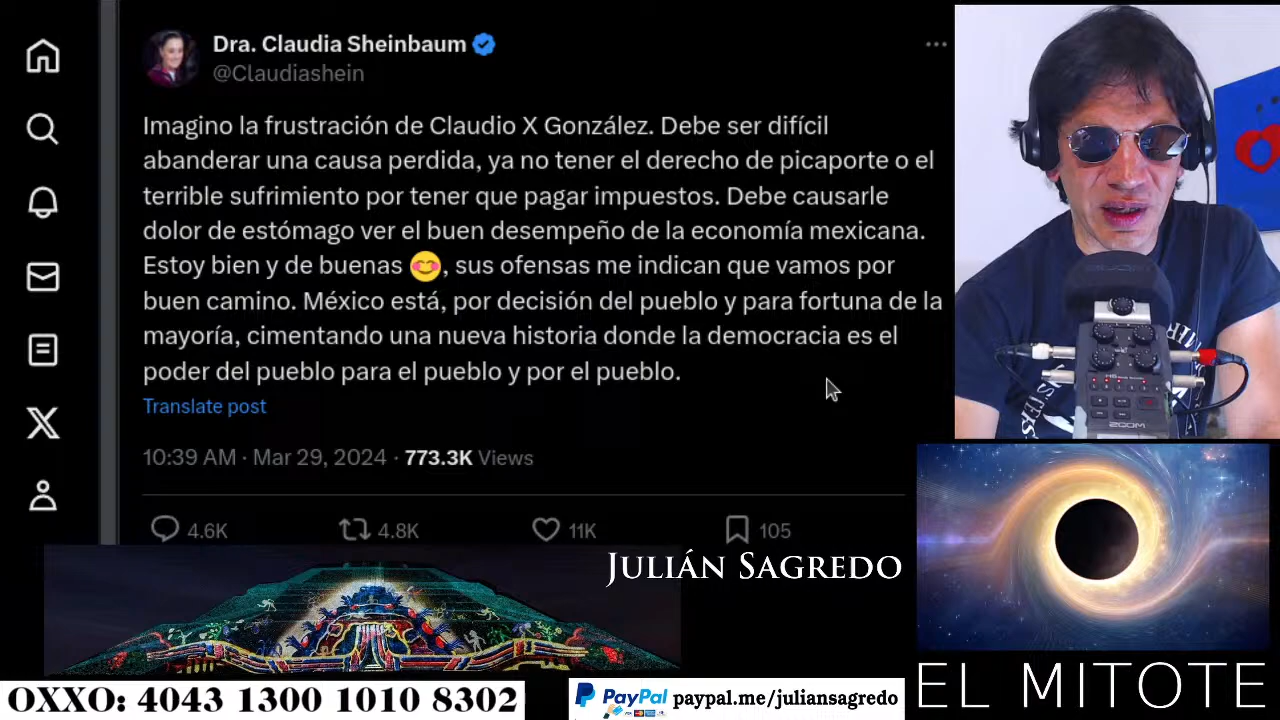 Dra. Claudia Sheinbaum
@Claudiashein
Imagino la frustración de Claudio X González. Debe ser difícil
abanderar una causa perdida, ya no tener el derecho de picaporte o el
terrible sufrimiento por tener que pagar impuestos. Debe causarle
dolor de estómago ver el buen desempeño de la economía mexicana.
Estoy bien y de buenas 😊, sus ofensas me indican que vamos por
buen camino. México está, por decisión del pueblo y para fortuna de la
mayoría, cimentando una nueva historia donde la democracia es el
poder del pueblo para el pueblo y por el pueblo.
Translate post
10:39 AM · Mar 29, 2024 · 773.3K Views
4.6K 4.8K 11K 105
JULIÁN SAGREDO
OXXO: 4043 1300 1010 8302
PayPal paypal.me/juliansagredo
EL MITOTE
ZOOM